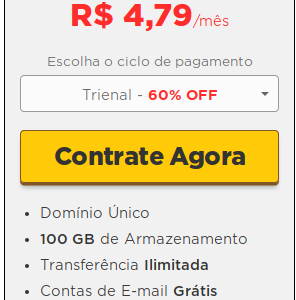 R$ 4,79/mês
Escolha o ciclo de pagamento
Trienal - 60% OFF
Contrate Agora
• Domínio Único
• 100 GB de Armazenamento
• Transferência Ilimitada
• Contas de E-mail Grátis